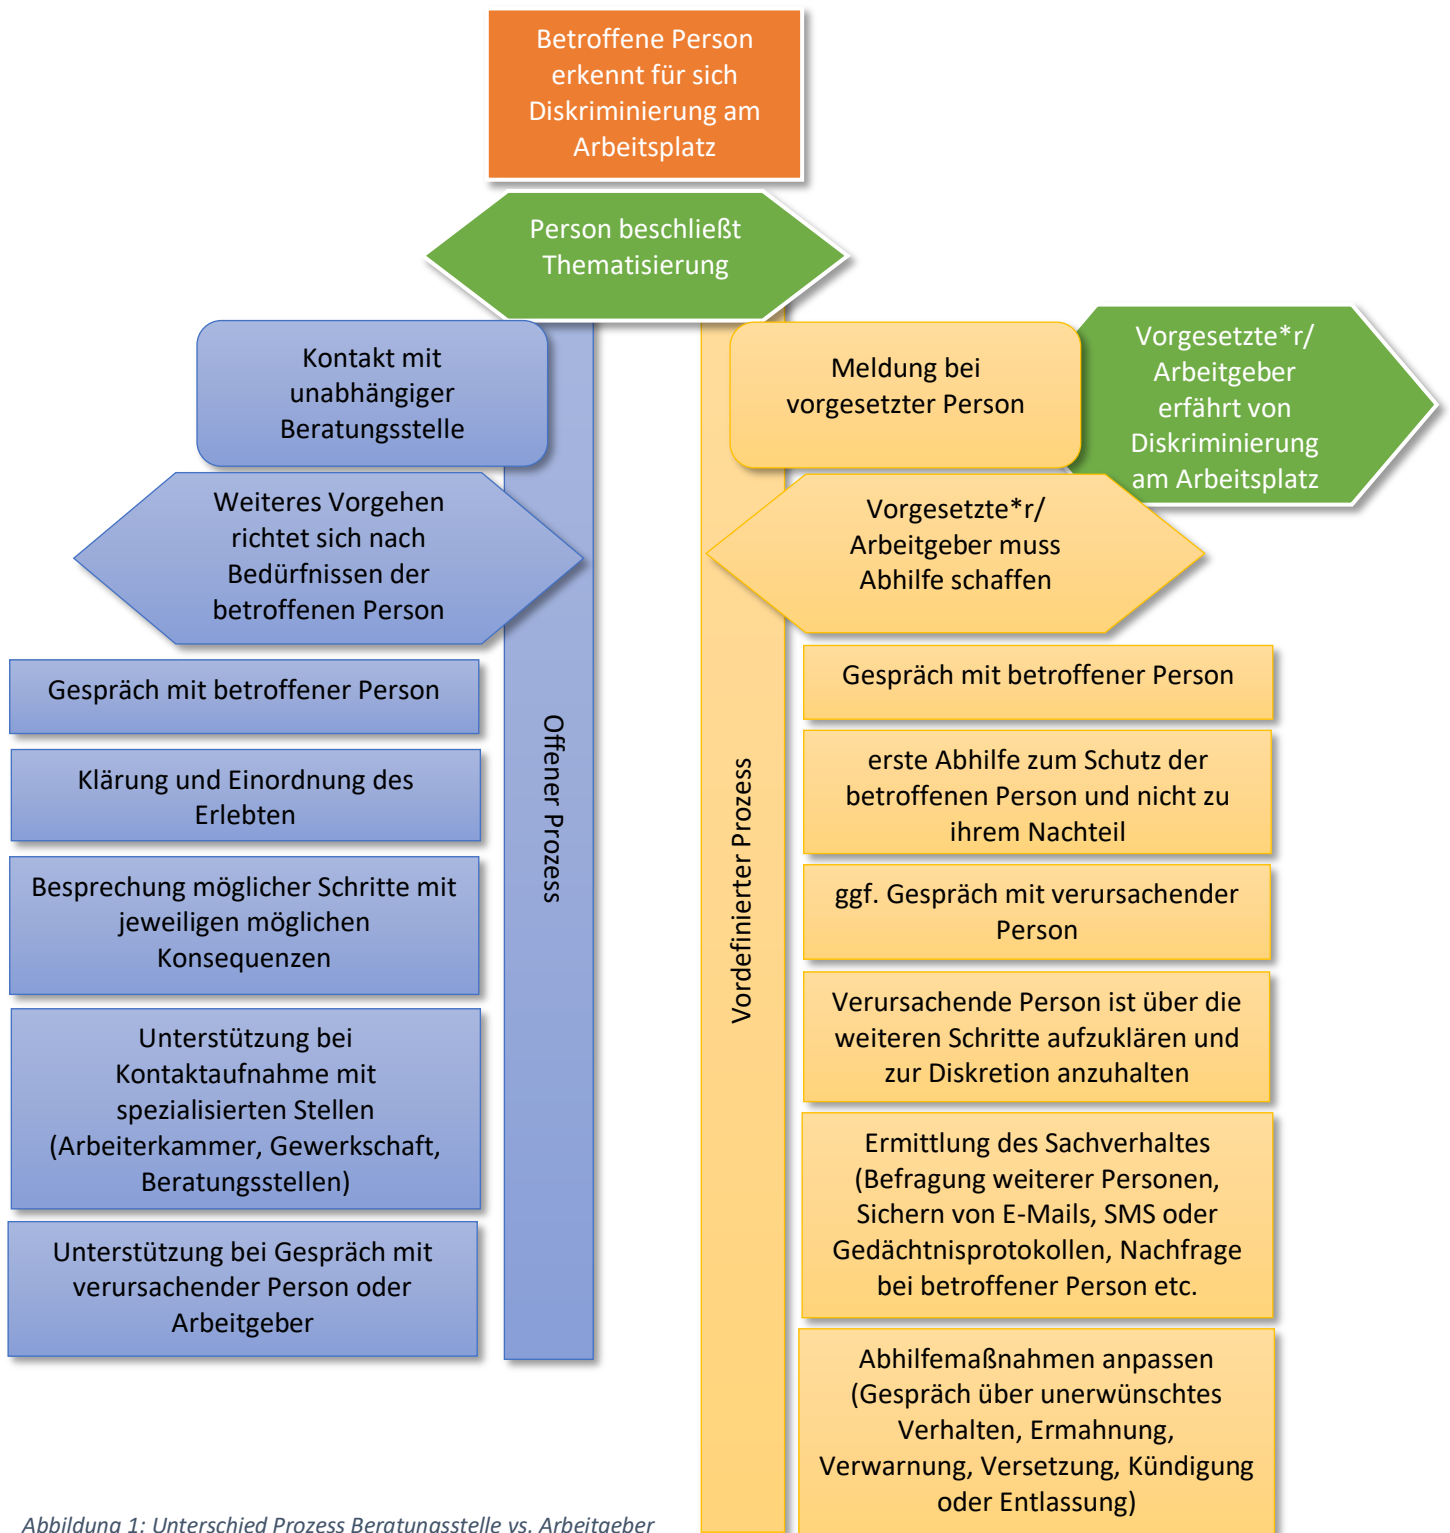 Betroffene Person
erkennt für sich
Diskriminierung am
Arbeitsplatz
Person beschließt
Thematisierung
Kontakt mit
unabhängiger
Beratungsstelle
Weiteres Vorgehen
richtet sich nach
Bedürfnissen der
betroffenen Person
Offener Prozess
Gespräch mit betroffener Person
Klärung und Einordnung des
Erlebten
Besprechung möglicher Schritte mit
jeweiligen möglichen
Konsequenzen
Unterstützung bei
Kontaktaufnahme mit
spezialisierten Stellen
(Arbeiterkammer, Gewerkschaft,
Beratungsstellen)
Unterstützung bei Gespräch mit
verursachender Person oder
Arbeitgeber
Meldung bei
vorgesetzter Person
Vorgesetzte*r/
Arbeitgeber
erfährt von
Diskriminierung
am Arbeitsplatz
Vorgesetzte*r/
Arbeitgeber muss
Abhilfe schaffen
Vordefinierter Prozess
Gespräch mit betroffener Person
erste Abhilfe zum Schutz der
betroffenen Person und nicht zu
ihrem Nachteil
ggf. Gespräch mit verursachender
Person
Verursachende Person ist über die
weiteren Schritte aufzuklären und
zur Diskretion anzuhalten
Ermittlung des Sachverhaltes
(Befragung weiterer Personen,
Sichern von E-Mails, SMS oder
Gedächtnisprotokollen, Nachfrage
bei betroffener Person etc.
Abhilfemaßnahmen anpassen
(Gespräch über unerwünschtes
Verhalten, Ermahnung,
Verwarnung, Versetzung, Kündigung
oder Entlassung)
Abbildung 1: Unterschied Prozess Beratungsstelle vs. Arbeitgeber